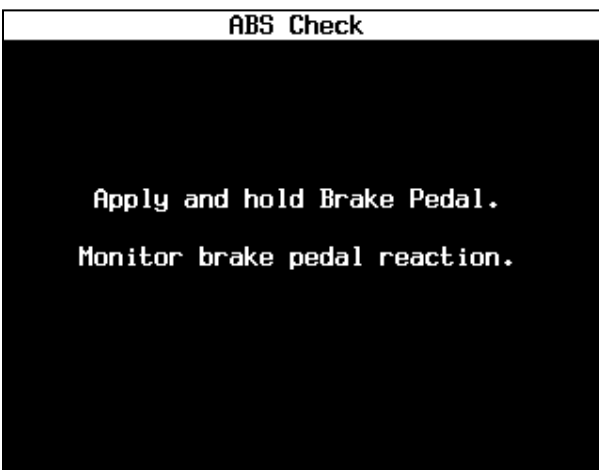 ABS Check
Apply and hold Brake Pedal.
Monitor brake pedal reaction.